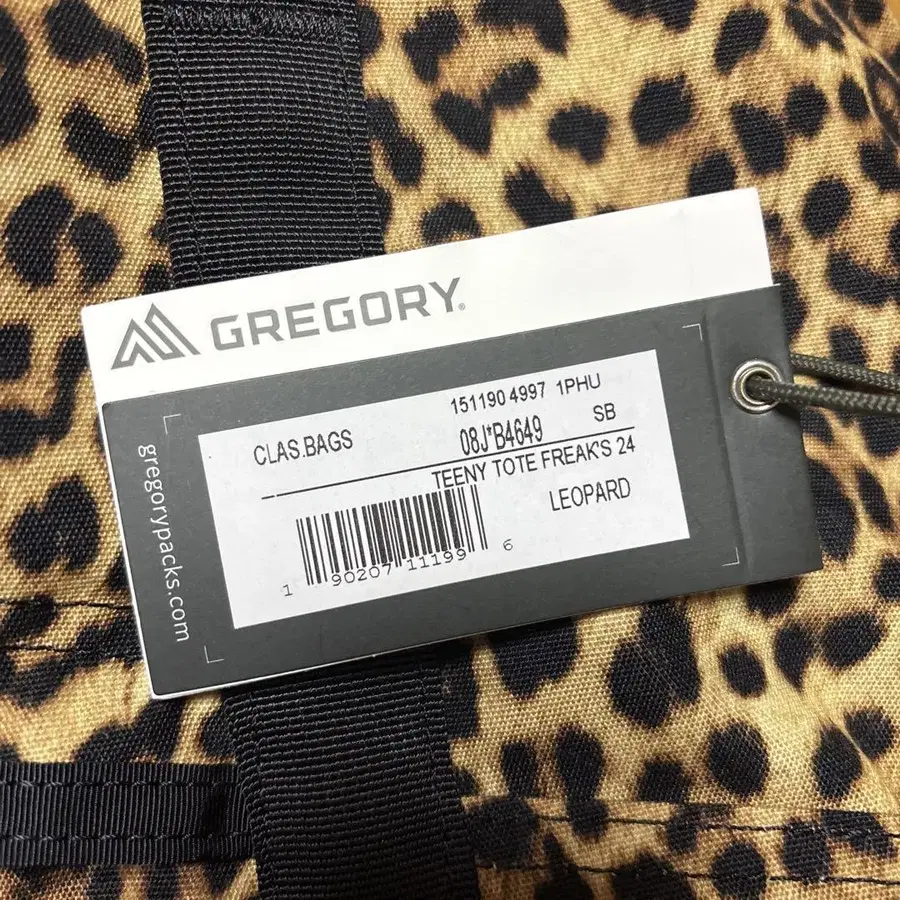 GREGORY®
gregorypacks.com
151190 4997 1PHU
CLAS.BAGS 08J*B4649 SB
TEENY TOTE FREAK'S 24
LEOPARD
1 90207 11199 6